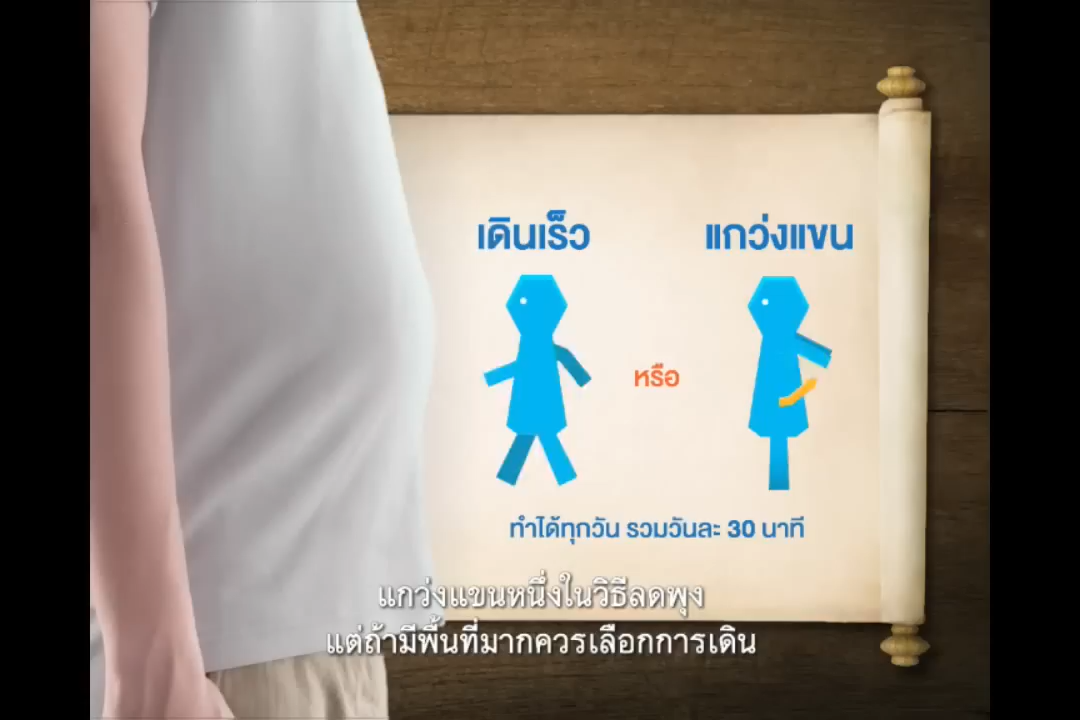 เดินเร็ว
แกว่งแขน
หรือ
ทำได้ทุกวัน รวมวันละ 30 นาที
แกว่งแขนหนึ่งในวิธีลดพุง
แต่ถ้ามีพื้นที่มากควรเลือกการเดิน